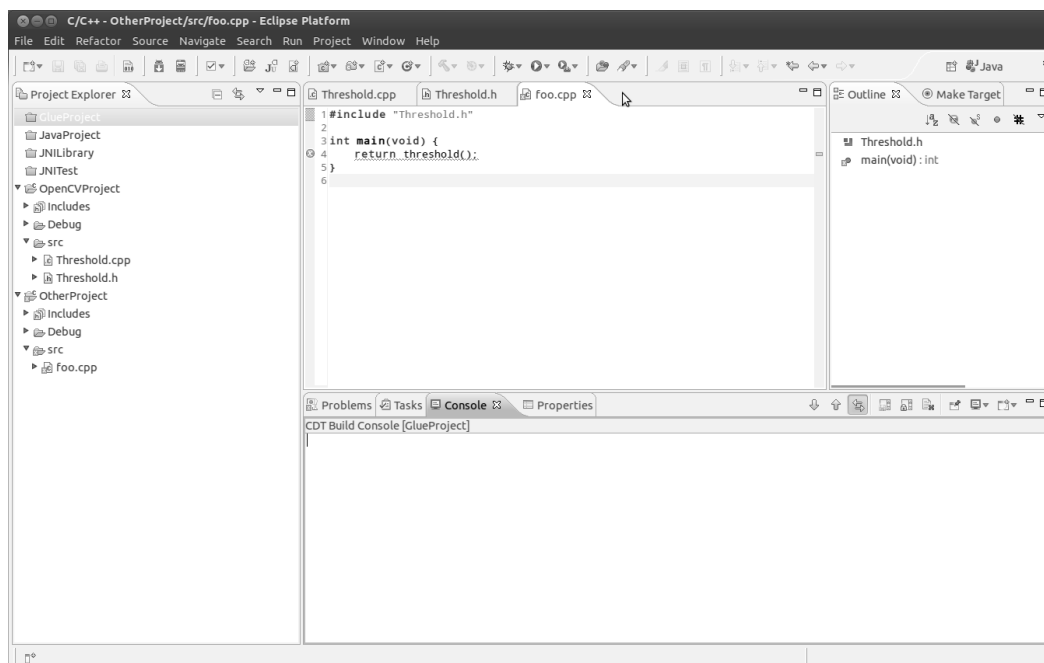 C/C++ - OtherProject/src/foo.cpp - Eclipse Platform
File Edit Refactor Source Navigate Search Run Project Window Help
Java
Project Explorer
GlueProject
JavaProject
JNILibrary
JNITest
OpenCVProject
Includes
Debug
src
Threshold.cpp
Threshold.h
OtherProject
Includes
Debug
src
foo.cpp
Threshold.cpp Threshold.h foo.cpp
1 #include "Threshold.h"
2
3 int main(void) {
4 return threshold();
5 }
6
Outline Make Target
Threshold.h
main(void) : int
Problems Tasks Console Properties
CDT Build Console [GlueProject]